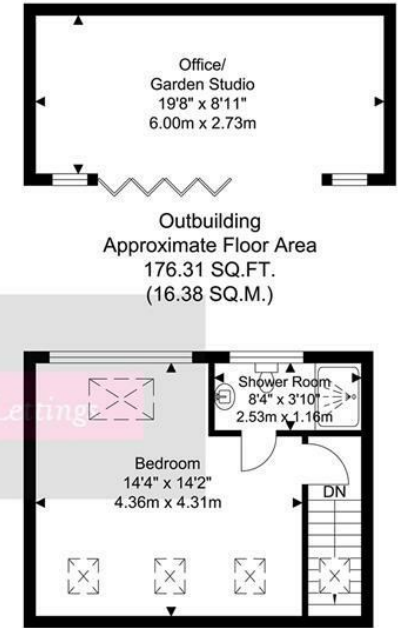 Office/
Garden Studio
19'8" x 8'11"
6.00m x 2.73m
Outbuilding
Approximate Floor Area
176.31 SQ.FT.
(16.38 SQ.M.)
Lettings
Shower Room
8'4" x 3'10"
2.53m x 1.16m
Bedroom
14'4" x 14'2"
4.36m x 4.31m
DN